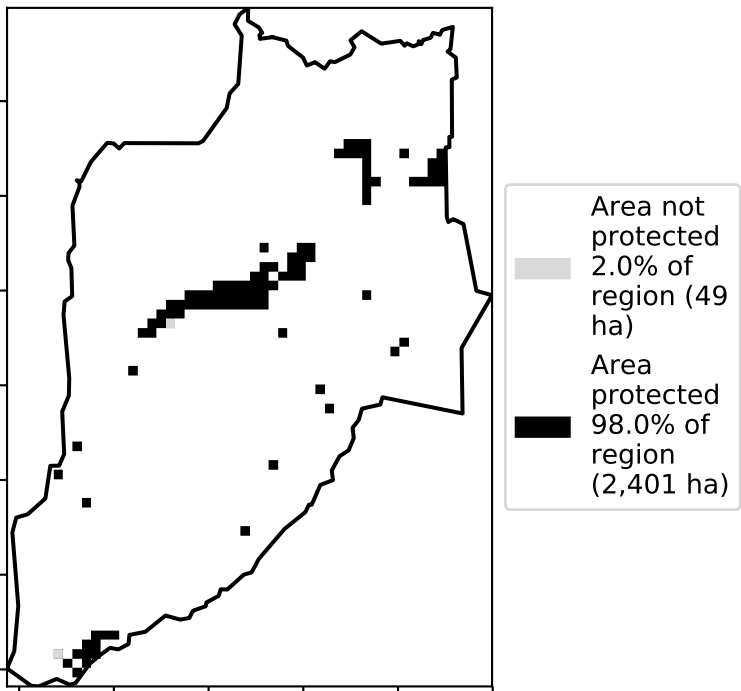 Area not
protected
2.0% of
region (49
ha)
Area
protected
98.0% of
region
(2,401 ha)